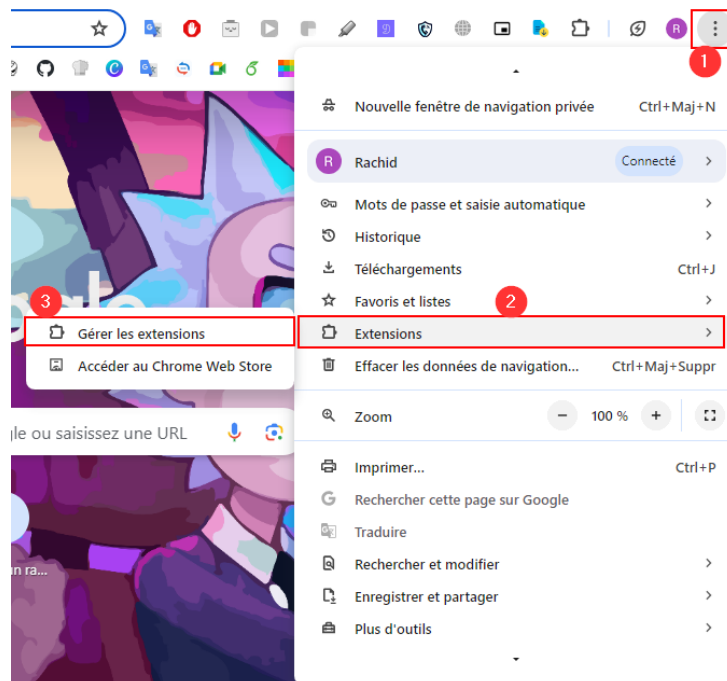 R
1
Nouvelle fenêtre de navigation privée Ctrl+Maj+N
R Rachid Connecté
Mots de passe et saisie automatique
Historique
Téléchargements Ctrl+J
Favoris et listes 2
3
Gérer les extensions
Extensions
Accéder au Chrome Web Store
Effacer les données de navigation... Ctrl+Maj+Suppr
Zoom − 100 % +
gle ou saisissez une URL
Imprimer... Ctrl+P
Rechercher cette page sur Google
Traduire
Rechercher et modifier
n ra...
Enregistrer et partager
Plus d'outils